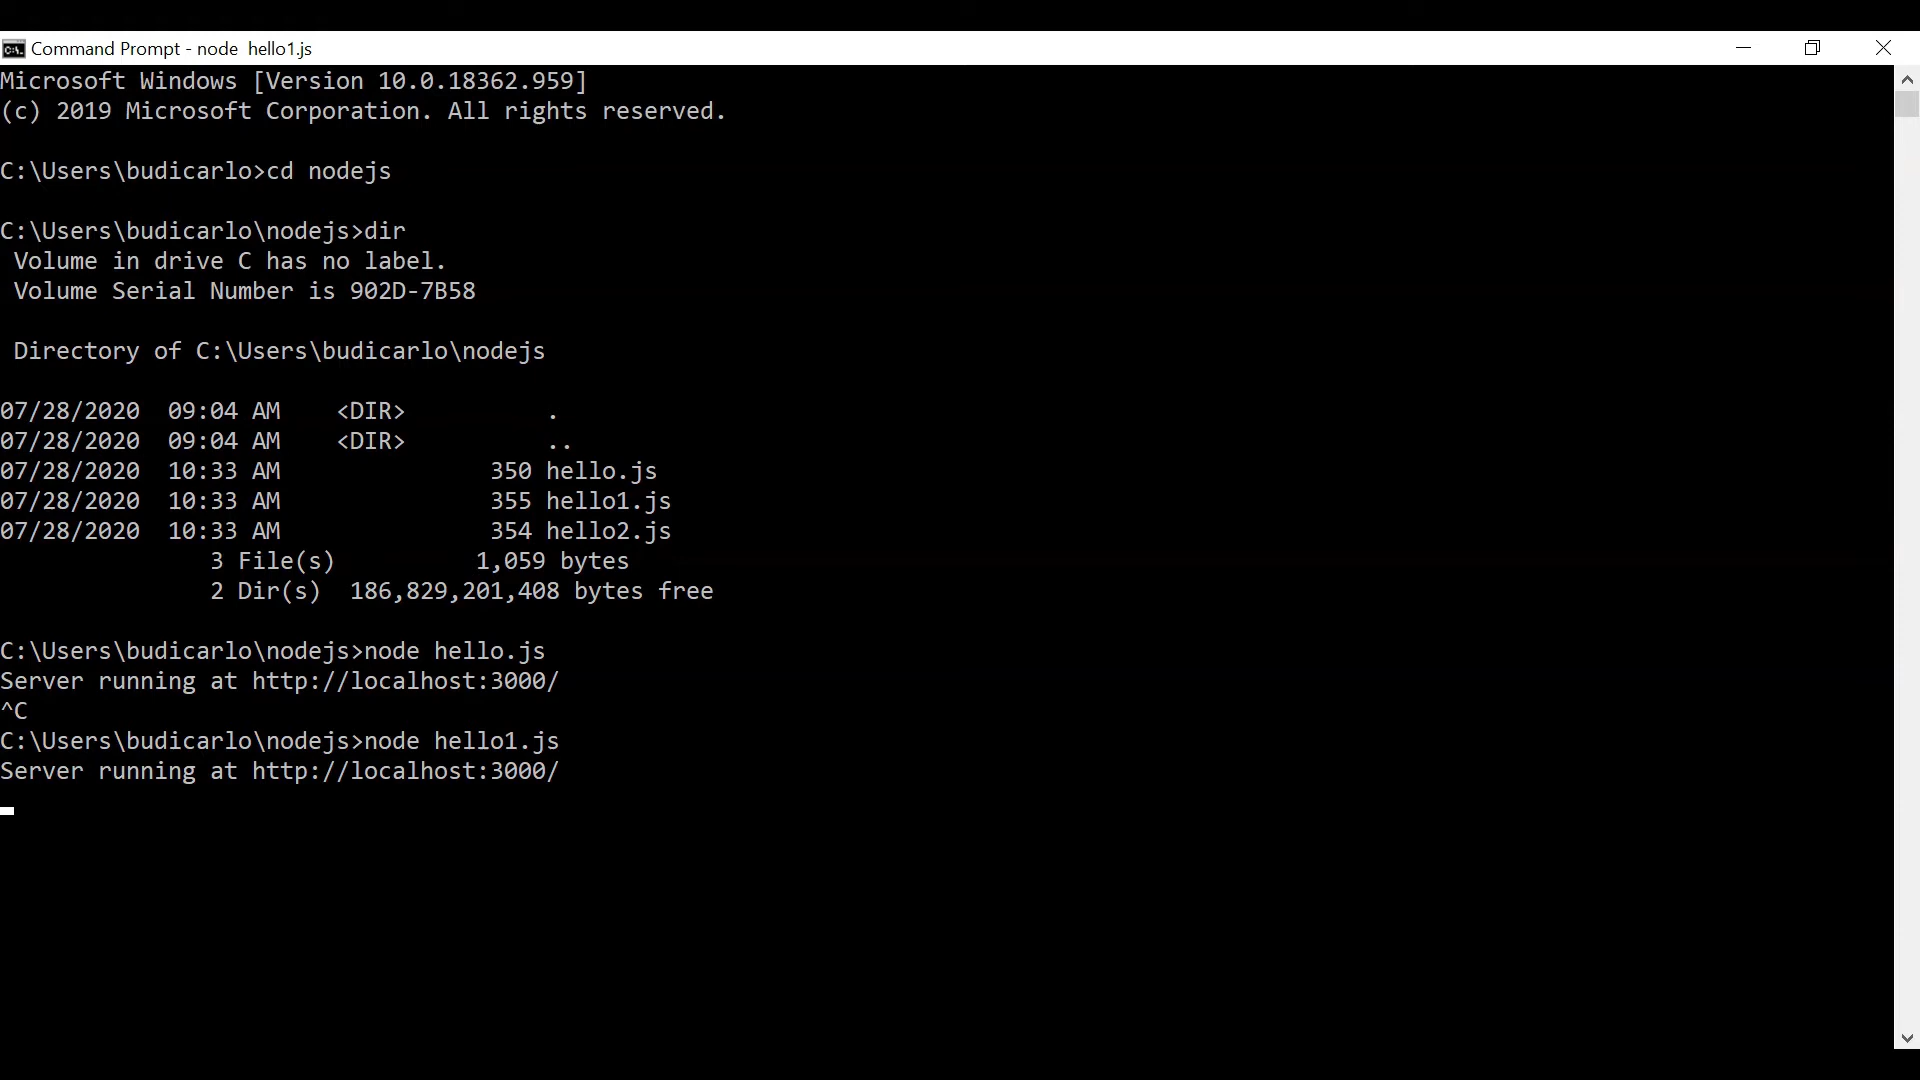 Command Prompt - node  hello1.js
Microsoft Windows [Version 10.0.18362.959]
(c) 2019 Microsoft Corporation. All rights reserved.
C:\Users\budicarlo>cd nodejs
C:\Users\budicarlo\nodejs>dir
 Volume in drive C has no label.
 Volume Serial Number is 902D-7B58
 Directory of C:\Users\budicarlo\nodejs
07/28/2020  09:04 AM    <DIR>          .
07/28/2020  09:04 AM    <DIR>          ..
07/28/2020  10:33 AM               350 hello.js
07/28/2020  10:33 AM               355 hello1.js
07/28/2020  10:33 AM               354 hello2.js
               3 File(s)          1,059 bytes
               2 Dir(s)  186,829,201,408 bytes free
C:\Users\budicarlo\nodejs>node hello.js
Server running at http://localhost:3000/
^C
C:\Users\budicarlo\nodejs>node hello1.js
Server running at http://localhost:3000/